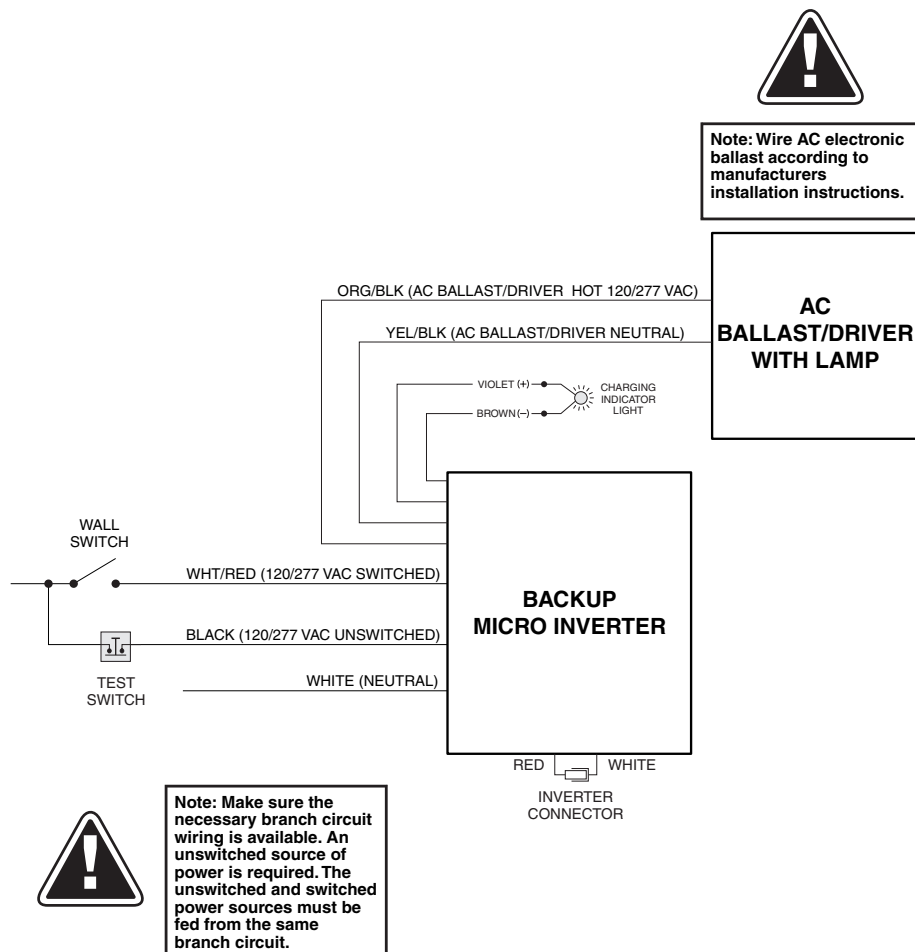 Note: Wire AC electronic
ballast according to
manufacturers
installation instructions.
ORG/BLK (AC BALLAST/DRIVER HOT 120/277 VAC)
YEL/BLK (AC BALLAST/DRIVER NEUTRAL)
AC
BALLAST/DRIVER
WITH LAMP
VIOLET (+)
BROWN (–)
CHARGING
INDICATOR
LIGHT
WALL
SWITCH
WHT/RED (120/277 VAC SWITCHED)
BLACK (120/277 VAC UNSWITCHED)
TEST
SWITCH
WHITE (NEUTRAL)
BACKUP
MICRO INVERTER
RED
WHITE
INVERTER
CONNECTOR
Note: Make sure the
necessary branch circuit
wiring is available. An
unswitched source of
power is required. The
unswitched and switched
power sources must be
fed from the same
branch circuit.